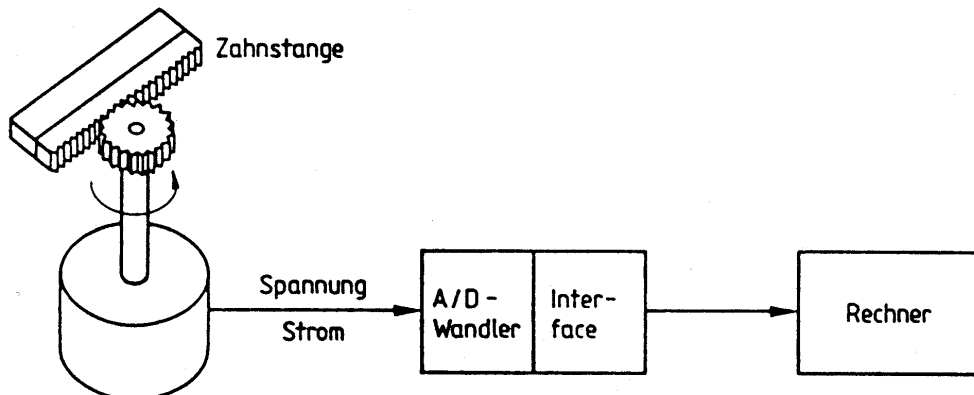 Zahnstange
Spannung
Strom
A/D-
Wandler
Inter-
face
Rechner